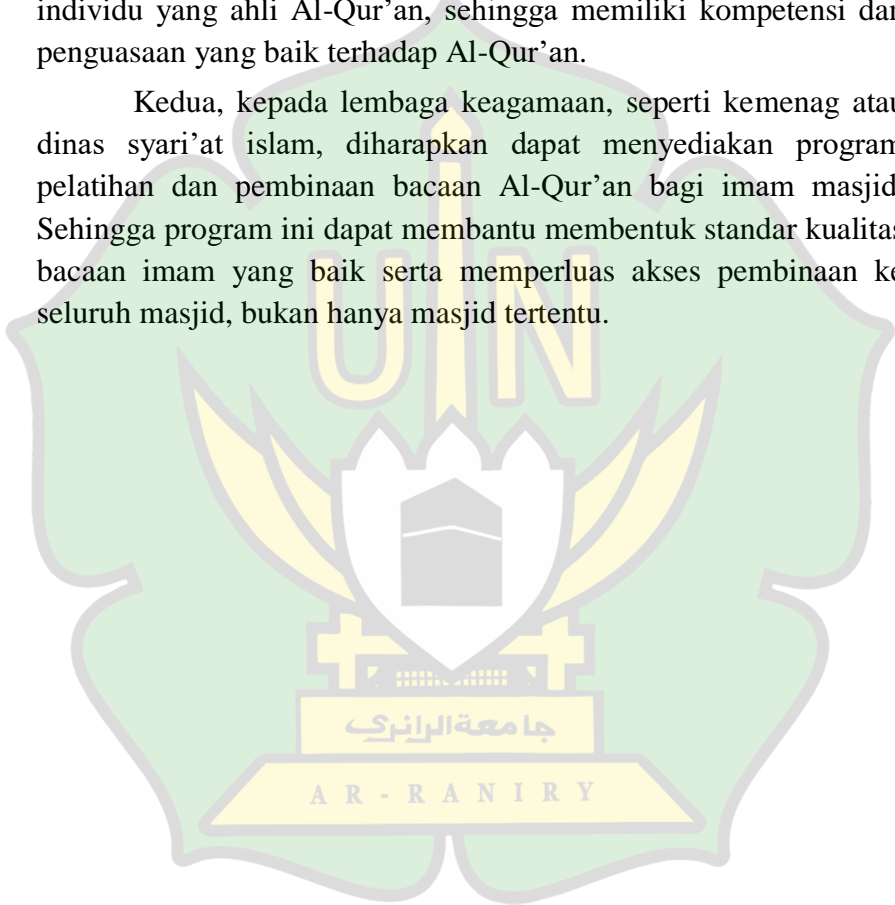 individu yang ahli Al-Qur’an, sehingga memiliki kompetensi dan
penguasaan yang baik terhadap Al-Qur’an.
Kedua, kepada lembaga keagamaan, seperti kemenag atau
dinas syari’at islam, diharapkan dapat menyediakan program
pelatihan dan pembinaan bacaan Al-Qur’an bagi imam masjid
Sehingga program ini dapat membantu membentuk standar kualitas
bacaan imam yang baik serta memperluas akses pembinaan ke
seluruh masjid, bukan hanya masjid tertentu.
UIN
جامعة الرانري
AR-RANIRY